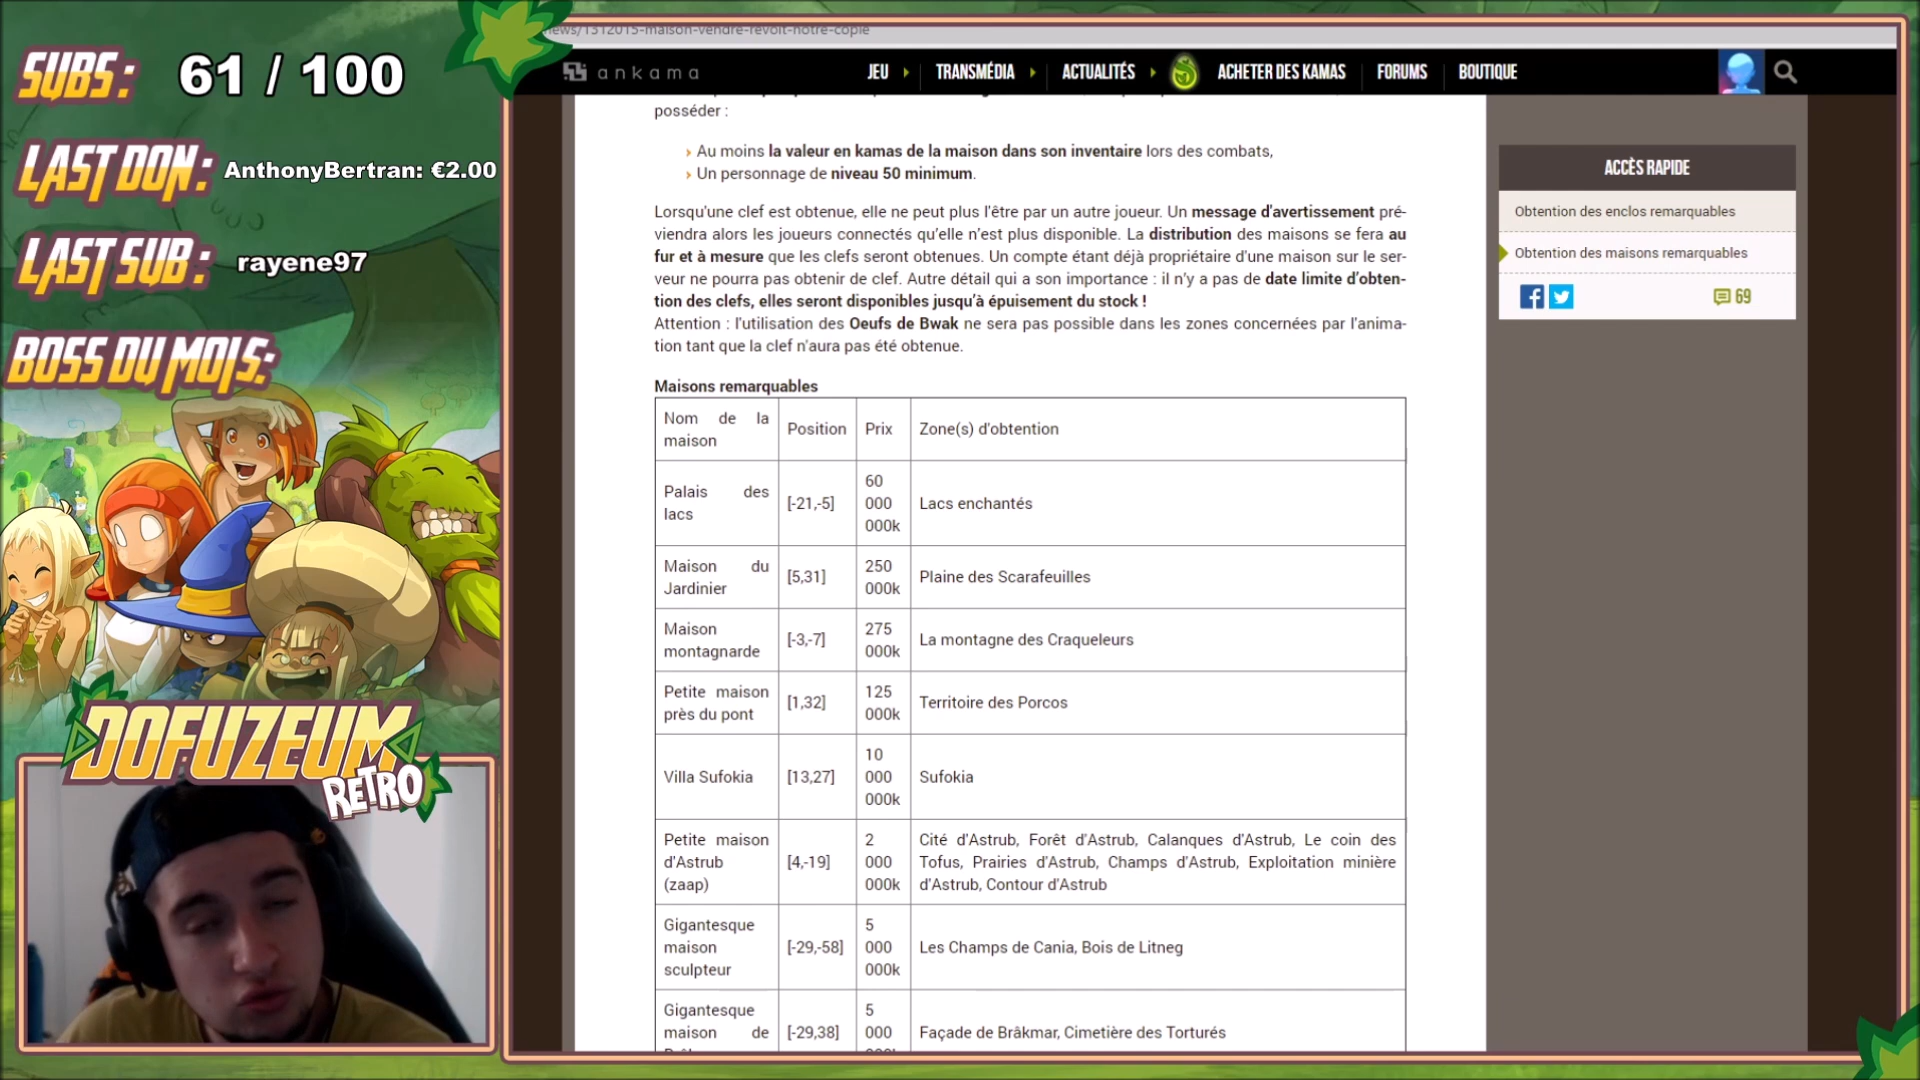 SUBS: 61 / 100
LAST DON: AnthonyBertran: €2.00
LAST SUB: rayene97
BOSS DU MOIS:
DOFUZEUM
RETRO
news/1312015-maison-vendre-revoit-notre-copie
ankama
JEU
TRANSMÉDIA
ACTUALITÉS
ACHETER DES KAMAS
FORUMS
BOUTIQUE
posséder :
› Au moins la valeur en kamas de la maison dans son inventaire lors des combats,
› Un personnage de niveau 50 minimum.
Lorsqu'une clef est obtenue, elle ne peut plus l'être par un autre joueur. Un message d'avertissement pré-
viendra alors les joueurs connectés qu'elle n'est plus disponible. La distribution des maisons se fera au
fur et à mesure que les clefs seront obtenues. Un compte étant déjà propriétaire d'une maison sur le ser-
veur ne pourra pas obtenir de clef. Autre détail qui a son importance : il n'y a pas de date limite d'obten-
tion des clefs, elles seront disponibles jusqu'à épuisement du stock !
Attention : l'utilisation des Oeufs de Bwak ne sera pas possible dans les zones concernées par l'anima-
tion tant que la clef n'aura pas été obtenue.
Maisons remarquables
Nom de la
maison
Position
Prix
Zone(s) d'obtention
Palais des
lacs
[-21,-5]
60
000
000k
Lacs enchantés
Maison du
Jardinier
[5,31]
250
000k
Plaine des Scarafeuilles
Maison
montagnarde
[-3,-7]
275
000k
La montagne des Craqueleurs
Petite maison
près du pont
[1,32]
125
000k
Territoire des Porcos
Villa Sufokia
[13,27]
10
000
000k
Sufokia
Petite maison
d'Astrub
(zaap)
[4,-19]
2
000
000k
Cité d'Astrub, Forêt d'Astrub, Calanques d'Astrub, Le coin des
Tofus, Prairies d'Astrub, Champs d'Astrub, Exploitation minière
d'Astrub, Contour d'Astrub
Gigantesque
maison
sculpteur
[-29,-58]
5
000
000k
Les Champs de Cania, Bois de Litneg
Gigantesque
maison de
[-29,38]
5
000
Façade de Brâkmar, Cimetière des Torturés
ACCÈS RAPIDE
Obtention des enclos remarquables
Obtention des maisons remarquables
69